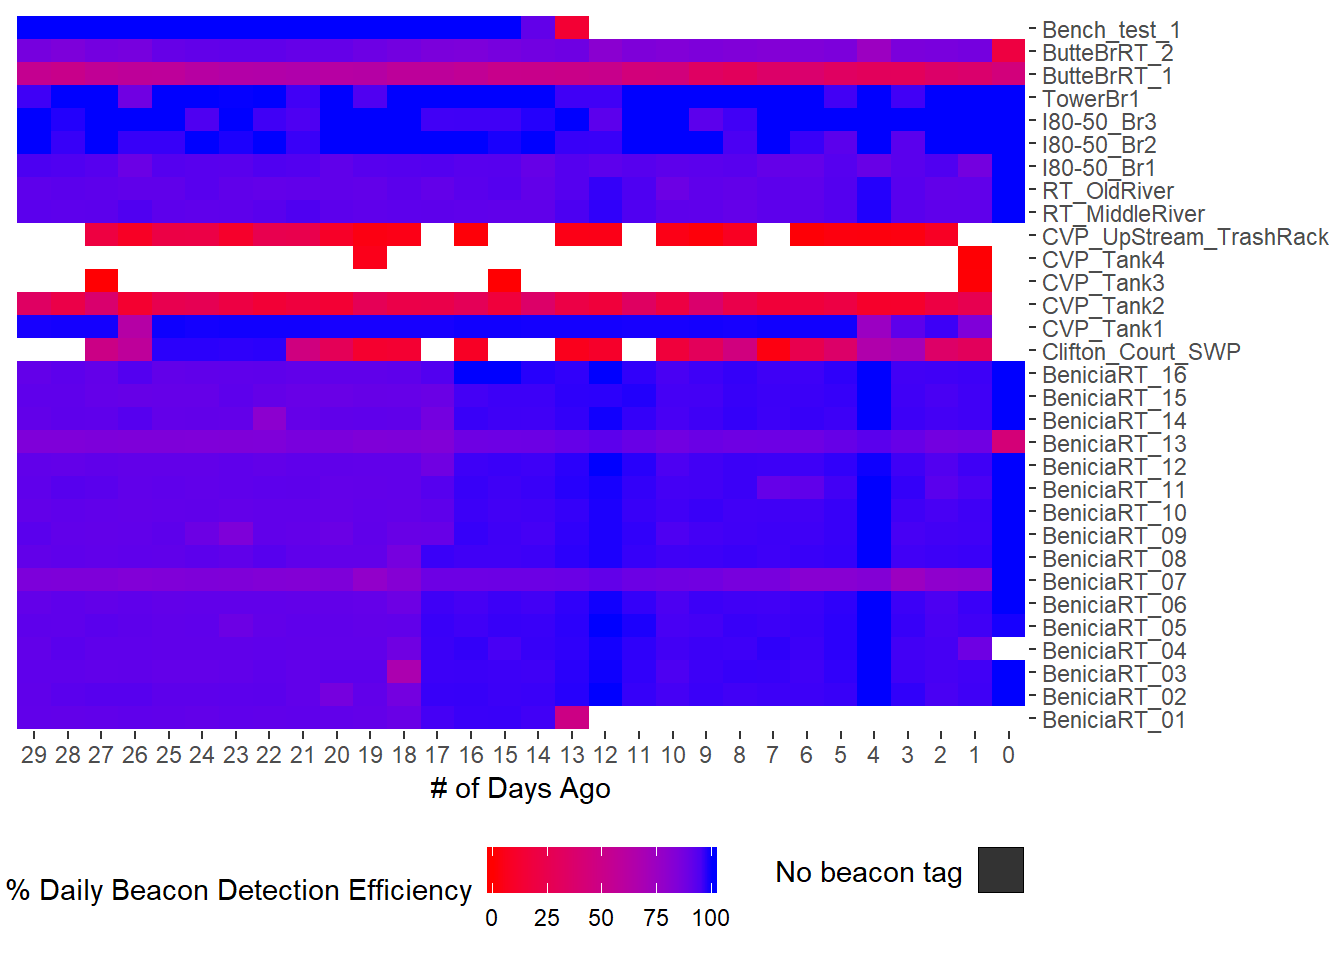 Bench_test_1
ButteBrRT_2
ButteBrRT_1
TowerBr1
I80-50_Br3
I80-50_Br2
I80-50_Br1
RT_OldRiver
RT_MiddleRiver
CVP_UpStream_TrashRack
CVP_Tank4
CVP_Tank3
CVP_Tank2
CVP_Tank1
Clifton_Court_SWP
BeniciaRT_16
BeniciaRT_15
BeniciaRT_14
BeniciaRT_13
BeniciaRT_12
BeniciaRT_11
BeniciaRT_10
BeniciaRT_09
BeniciaRT_08
BeniciaRT_07
BeniciaRT_06
BeniciaRT_05
BeniciaRT_04
BeniciaRT_03
BeniciaRT_02
BeniciaRT_01
29 28 27 26 25 24 23 22 21 20 19 18 17 16 15 14 13 12 11 10 9 8 7 6 5 4 3 2 1 0
# of Days Ago
% Daily Beacon Detection Efficiency
0 25 50 75 100
No beacon tag